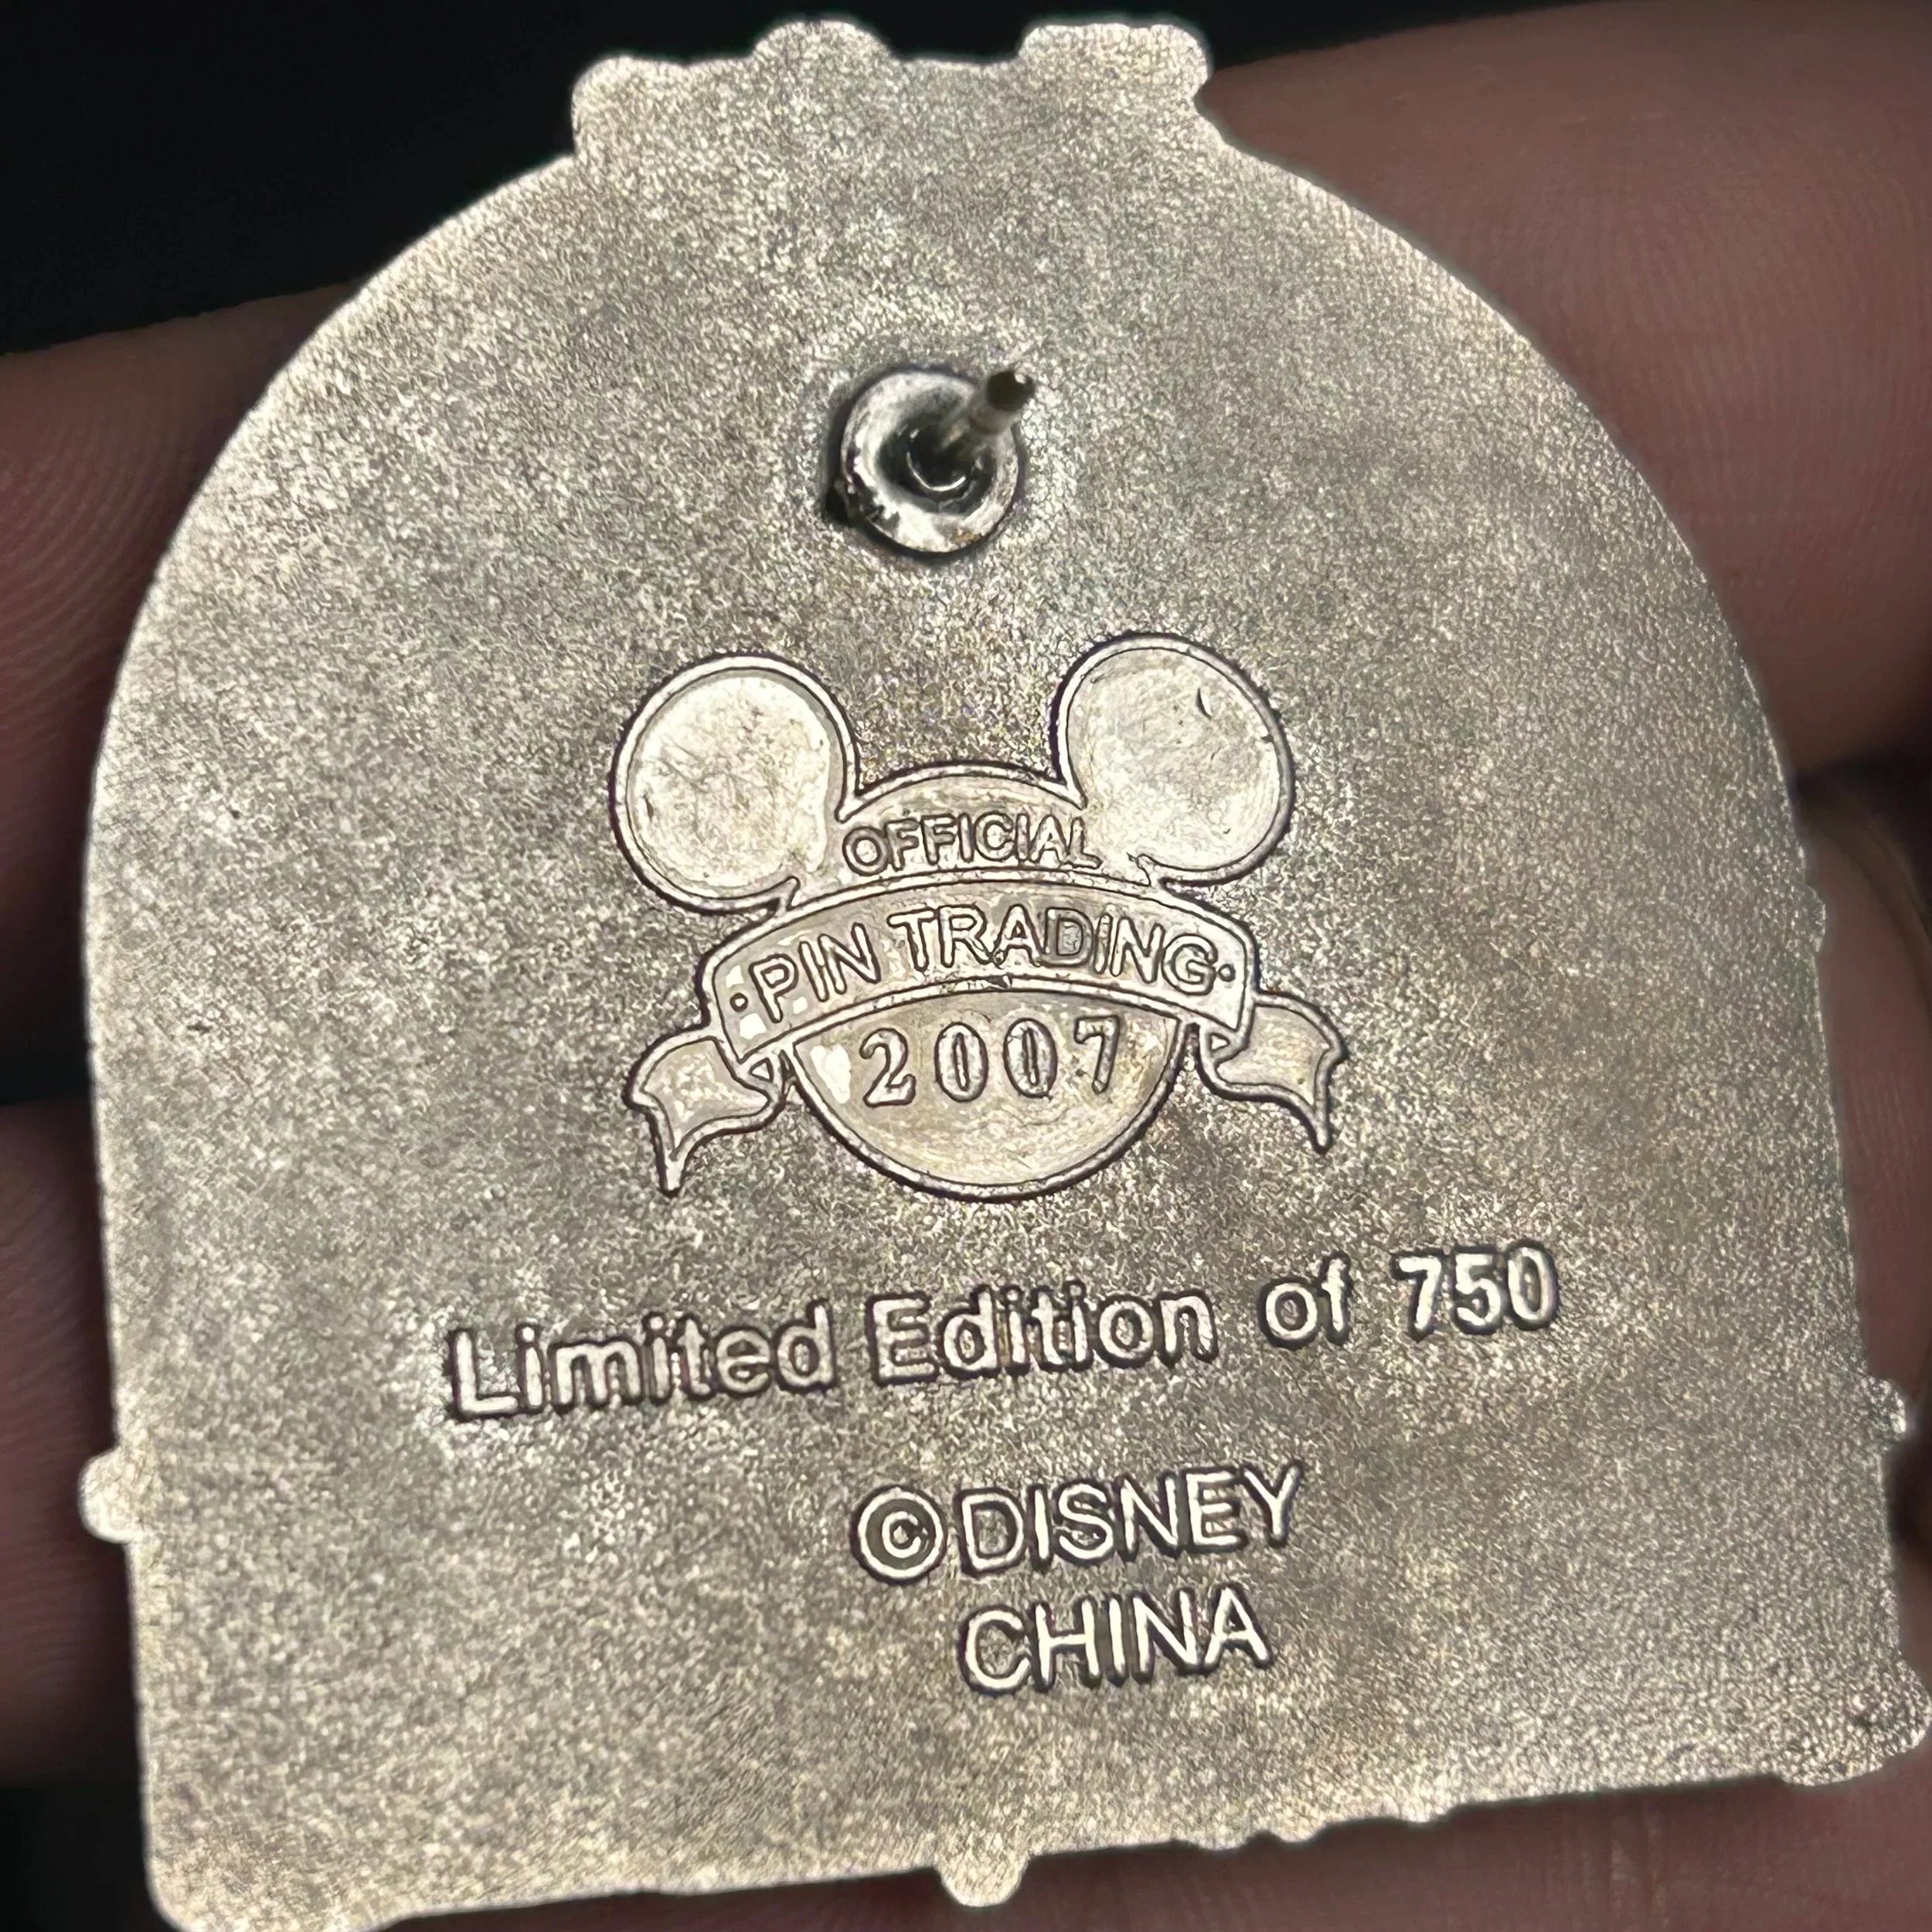 OFFICIAL
·PIN TRADING·
2007
Limited Edition of 750
©DISNEY
CHINA